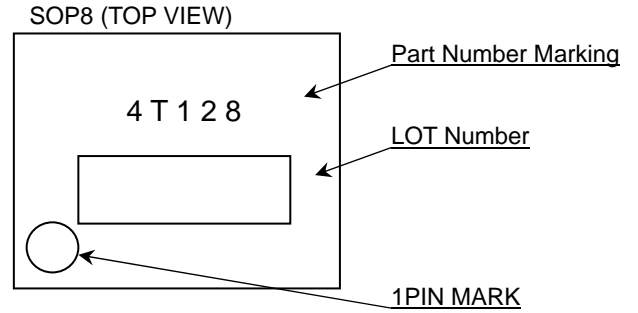 SOP8 (TOP VIEW)
Part Number Marking
4T128
LOT Number
1PIN MARK